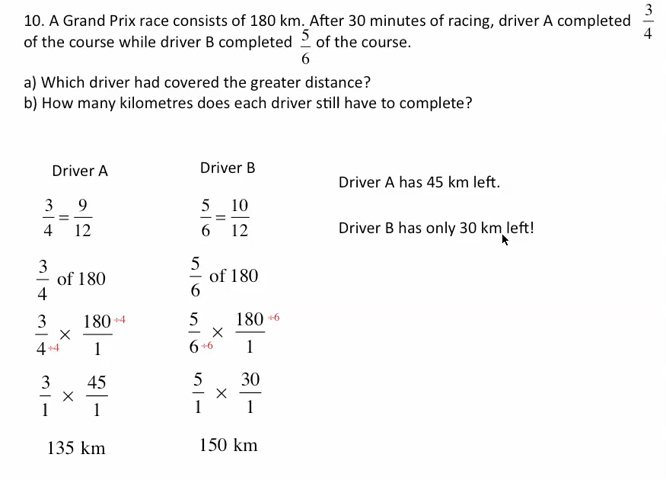 10. A Grand Prix race consists of 180 km. After 30 minutes of racing, driver A completed 3/4
of the course while driver B completed 5/6 of the course.
a) Which driver had covered the greater distance?
b) How many kilometres does each driver still have to complete?
Driver A
3/4 = 9/12
3/4 of 180
3/4 ÷4 × 180/1 ÷4
3/1 × 45/1
135 km
Driver B
5/6 = 10/12
5/6 of 180
5/6 ÷6 × 180/1 ÷6
5/1 × 30/1
150 km
Driver A has 45 km left.
Driver B has only 30 km left!